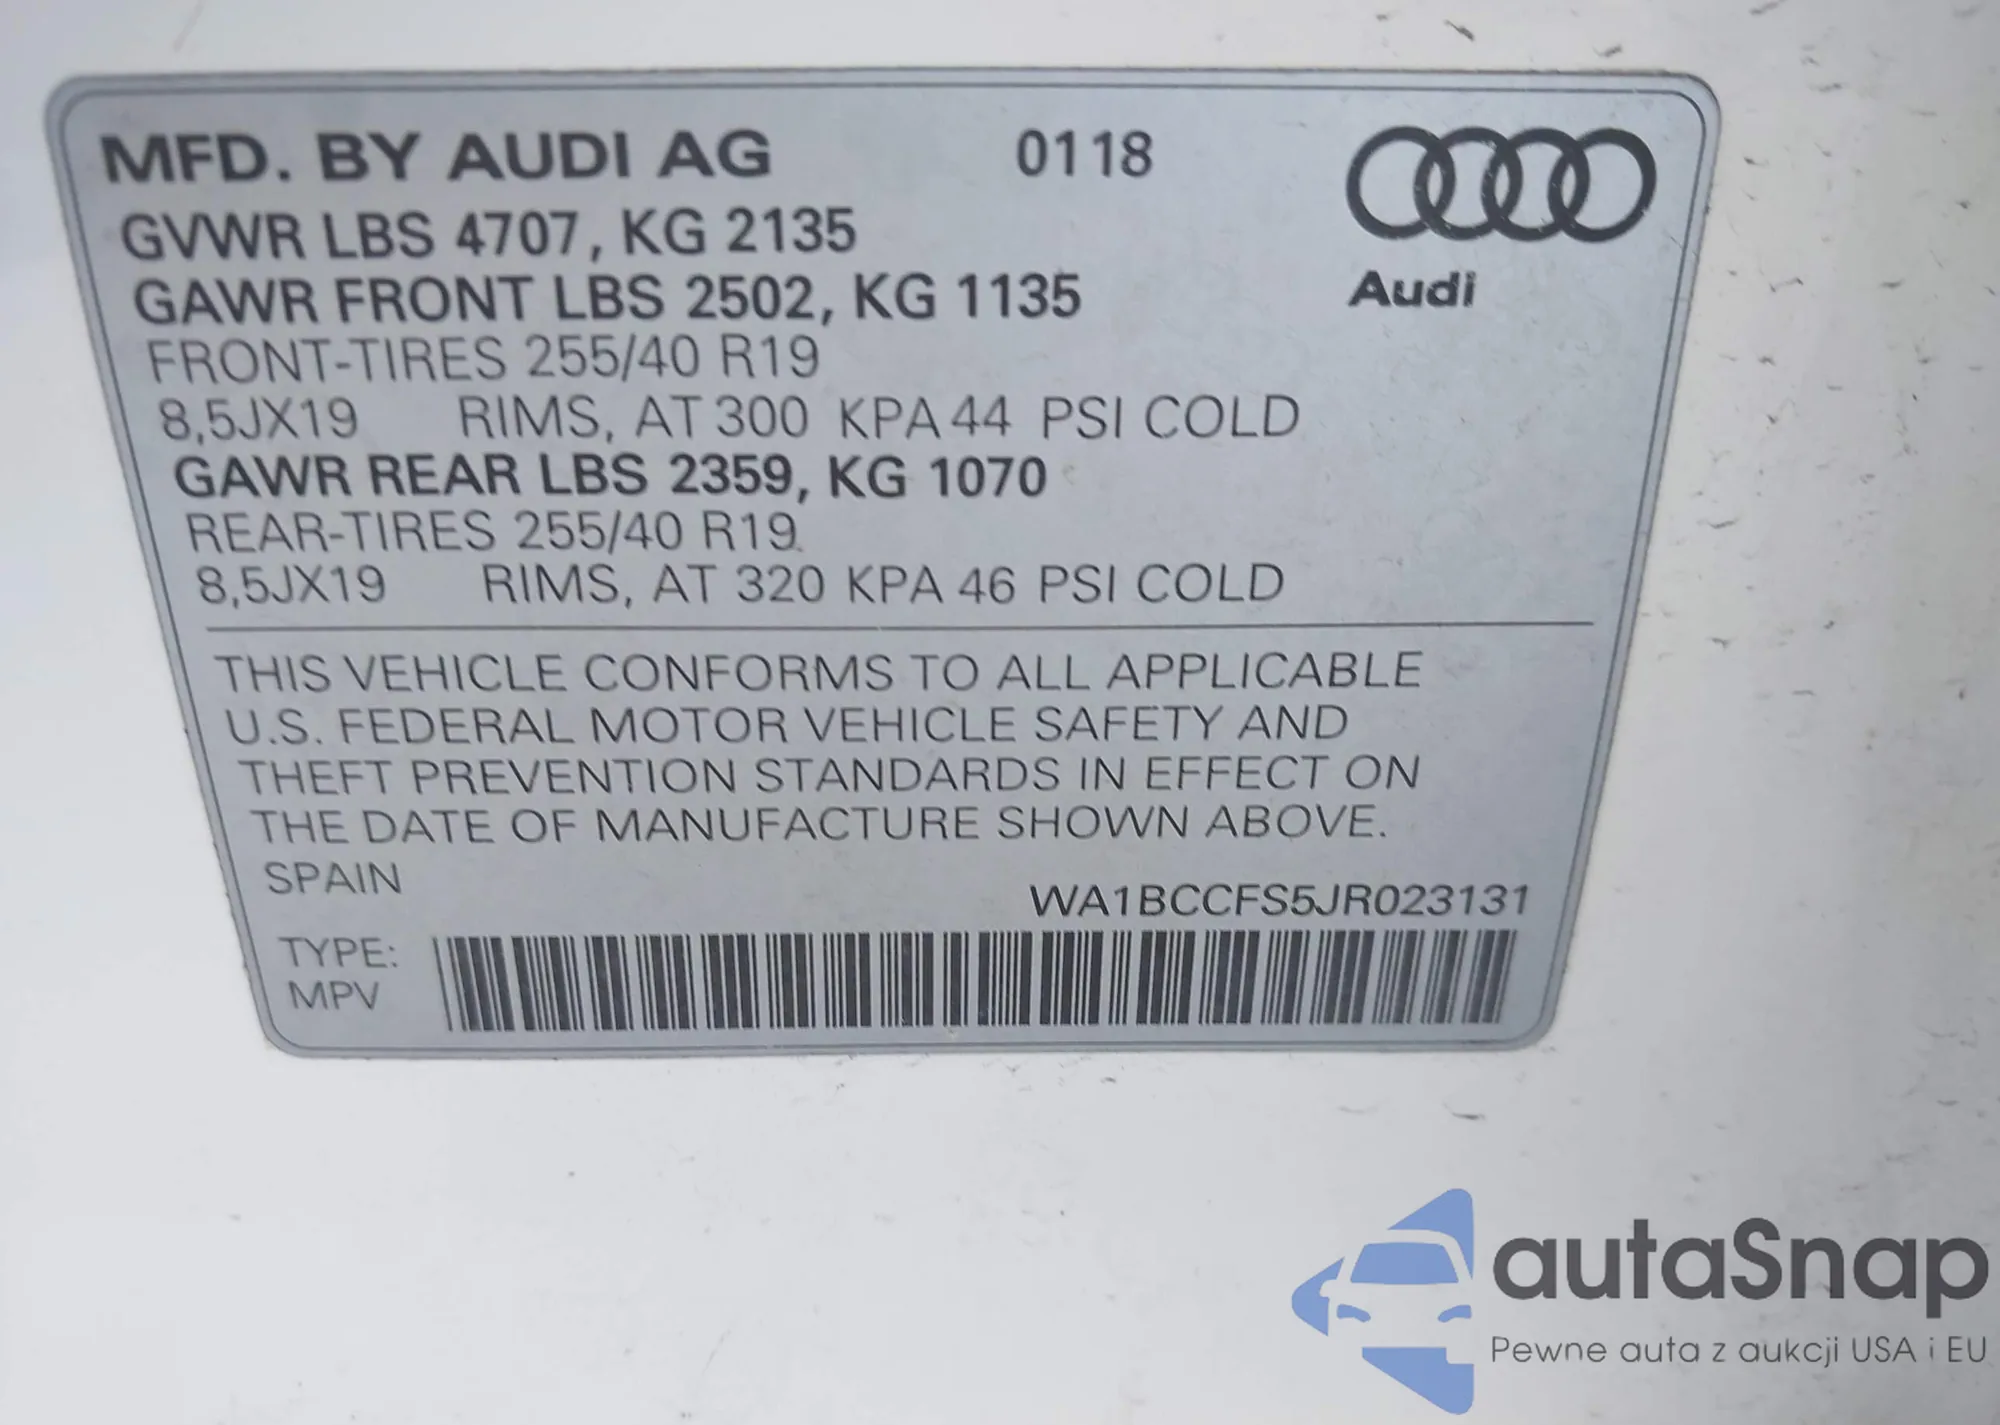 MFD. BY AUDI AG 0118
GVWR LBS 4707, KG 2135
GAWR FRONT LBS 2502, KG 1135
Audi
FRONT-TIRES 255/40 R19
8,5JX19 RIMS, AT 300 KPA 44 PSI COLD
GAWR REAR LBS 2359, KG 1070
REAR-TIRES 255/40 R19
8,5JX19 RIMS, AT 320 KPA 46 PSI COLD
THIS VEHICLE CONFORMS TO ALL APPLICABLE
U.S. FEDERAL MOTOR VEHICLE SAFETY AND
THEFT PREVENTION STANDARDS IN EFFECT ON
THE DATE OF MANUFACTURE SHOWN ABOVE.
SPAIN
WA1BCCFS5JR023131
TYPE:
MPV
autaSnap
Pewne auta z aukcji USA i EU